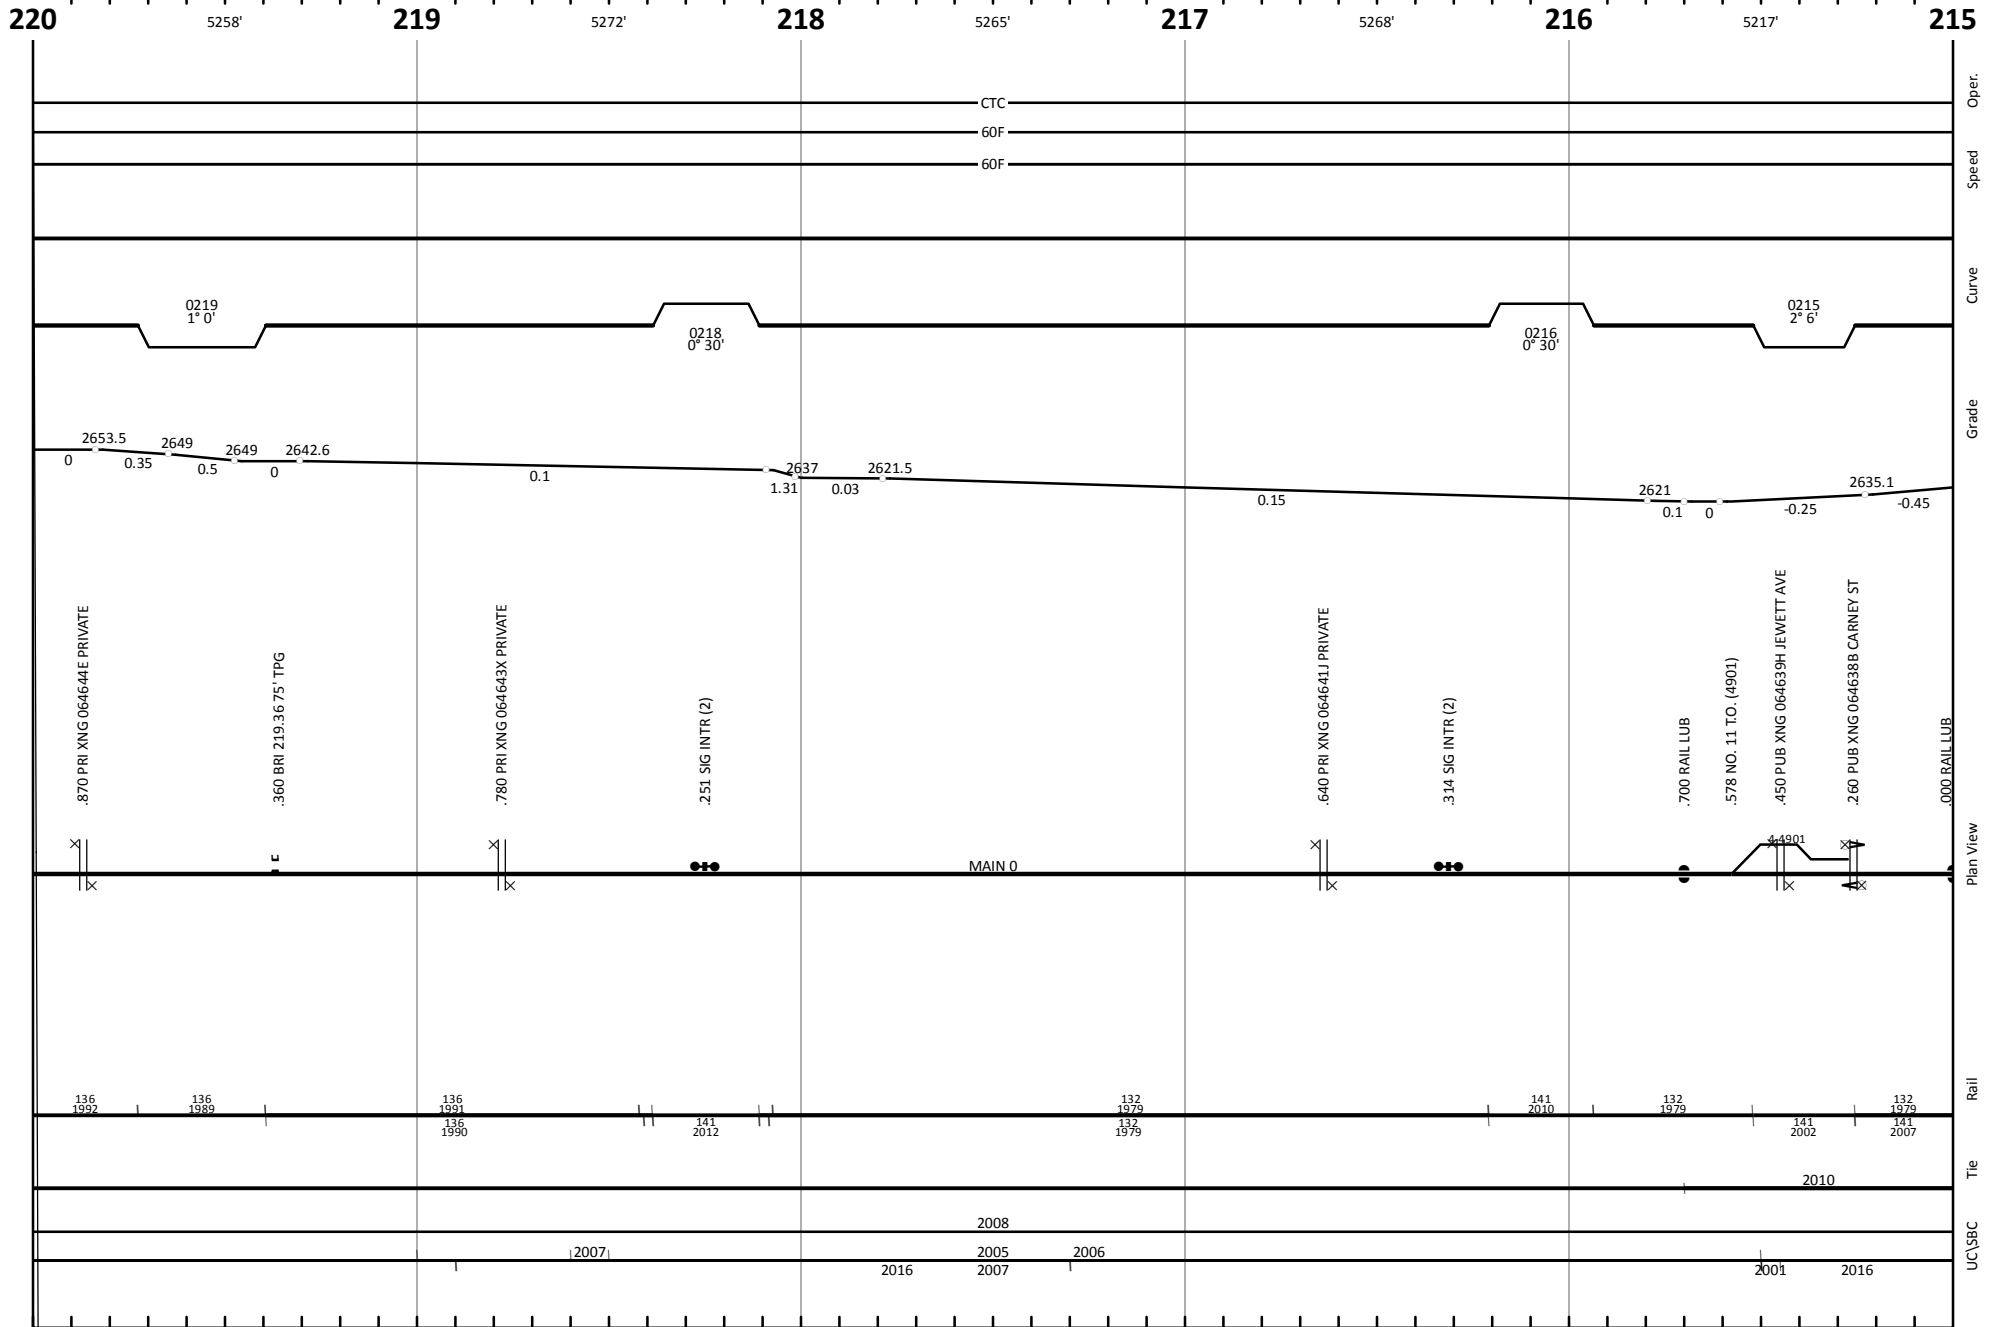 220 5258' 219 5272' 218 5265' 217 5268' 216 5217' 215
Oper.
CTC
60F
60F
Speed
Curve
0219
1° 0'
0218
0° 30'
0216
0° 30'
0215
2° 6'
Grade
2653.5 2649 2649 2642.6 2637 2621.5 2621 2635.1
0 0.35 0.5 0 0.1 1.31 0.03 0.15 0.1 0 -0.25 -0.45
.870 PRI XNG 064644E PRIVATE
.360 BRI 219.36 75' TPG
.780 PRI XNG 064643X PRIVATE
.251 SIG INTR (2)
.640 PRI XNG 064641J PRIVATE
.314 SIG INTR (2)
.700 RAIL LUB
.578 NO. 11 T.O. (4901)
.450 PUB XNG 064639H JEWETT AVE
.260 PUB XNG 064638B CARNEY ST
.000 RAIL LUB
Plan View
4-4901
MAIN 0
Rail
136 136 136 132 141 132 132
1992 1989 1991 1979 2010 1979 1979
136 141 132 141 141
1990 2012 1979 2002 2007
Tie
2010
UC\SBC
2008
2007 2005 2006
2016 2007 2001 2016